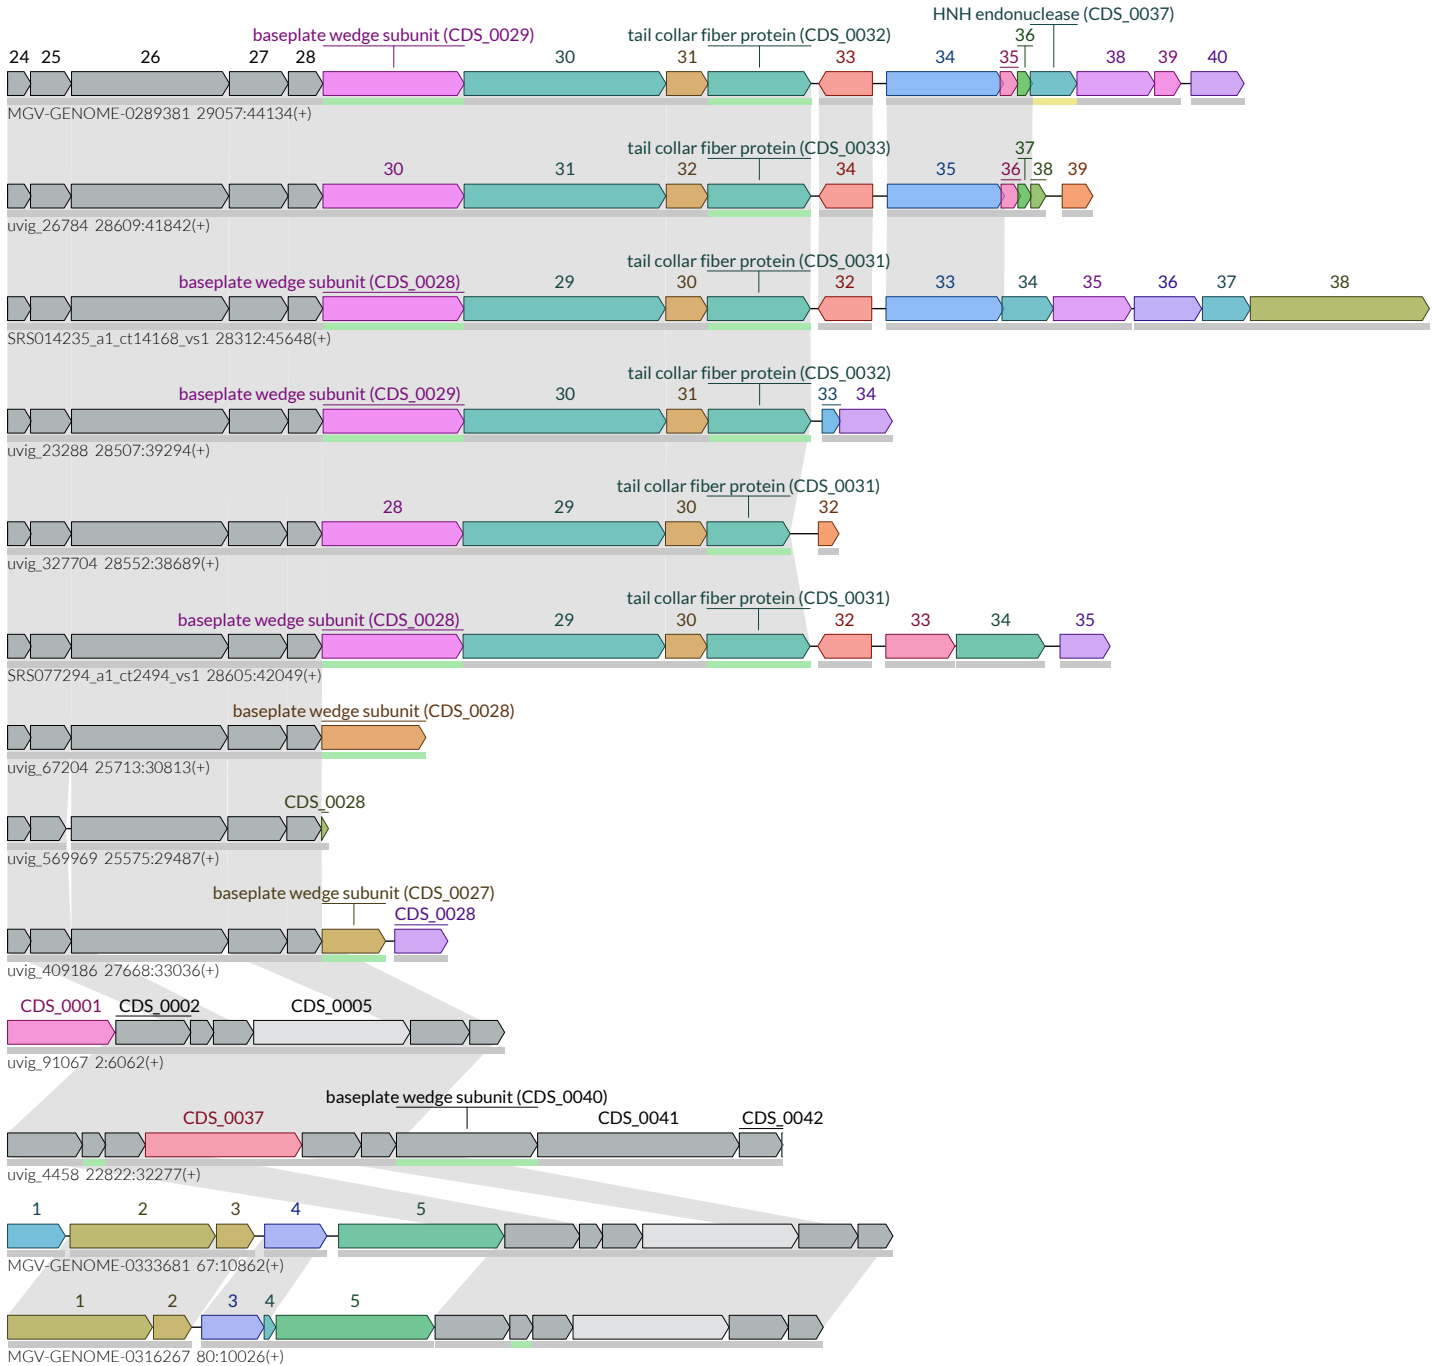 HNH endonuclease (CDS_0037)
baseplate wedge subunit (CDS_0029) tail collar fiber protein (CDS_0032) 36
24 25 26 27 28 30 31 33 34 35 38 39 40
MGV-GENOME-0289381 29057:44134(+)
tail collar fiber protein (CDS_0033) 37
30 31 32 34 35 36 38 39
uvig_26784 28609:41842(+)
tail collar fiber protein (CDS_0031)
baseplate wedge subunit (CDS_0028) 29 30 32 33 34 35 36 37 38
SRS014235_a1_ct14168_vs1 28312:45648(+)
tail collar fiber protein (CDS_0032)
baseplate wedge subunit (CDS_0029) 30 31 33 34
uvig_23288 28507:39294(+)
tail collar fiber protein (CDS_0031)
28 29 30 32
uvig_327704 28552:38689(+)
tail collar fiber protein (CDS_0031)
baseplate wedge subunit (CDS_0028) 29 30 32 33 34 35
SRS077294_a1_ct2494_vs1 28605:42049(+)
baseplate wedge subunit (CDS_0028)
uvig_67204 25713:30813(+)
CDS_0028
uvig_569969 25575:29487(+)
baseplate wedge subunit (CDS_0027)
CDS_0028
uvig_409186 27668:33036(+)
CDS_0001 CDS_0002 CDS_0005
uvig_91067 2:6062(+)
baseplate wedge subunit (CDS_0040)
CDS_0037 CDS_0041 CDS_0042
uvig_4458 22822:32277(+)
1 2 3 4 5
MGV-GENOME-0333681 67:10862(+)
1 2 3 4 5
MGV-GENOME-0316267 80:10026(+)